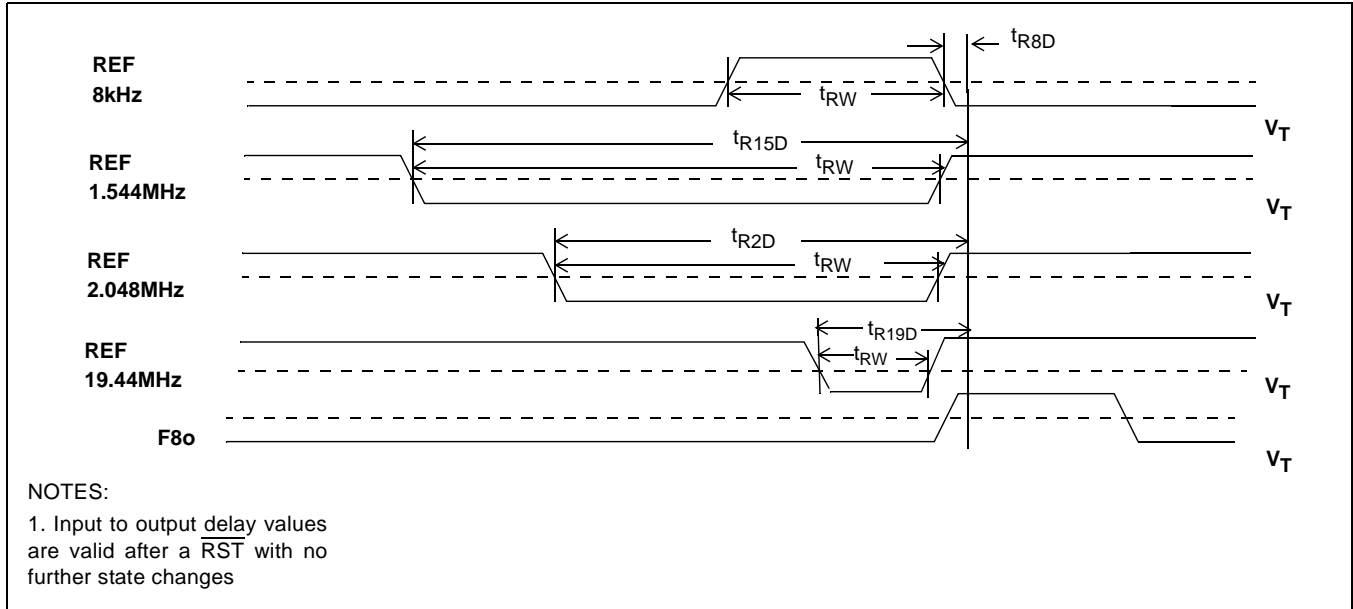 tR8D
REF
8kHz
tRW
VT
tR15D
REF
1.544MHz
tRW
VT
tR2D
REF
2.048MHz
tRW
VT
tR19D
REF
19.44MHz
tRW
VT
F8o
VT
NOTES:
1. Input to output delay values
are valid after a RST with no
further state changes